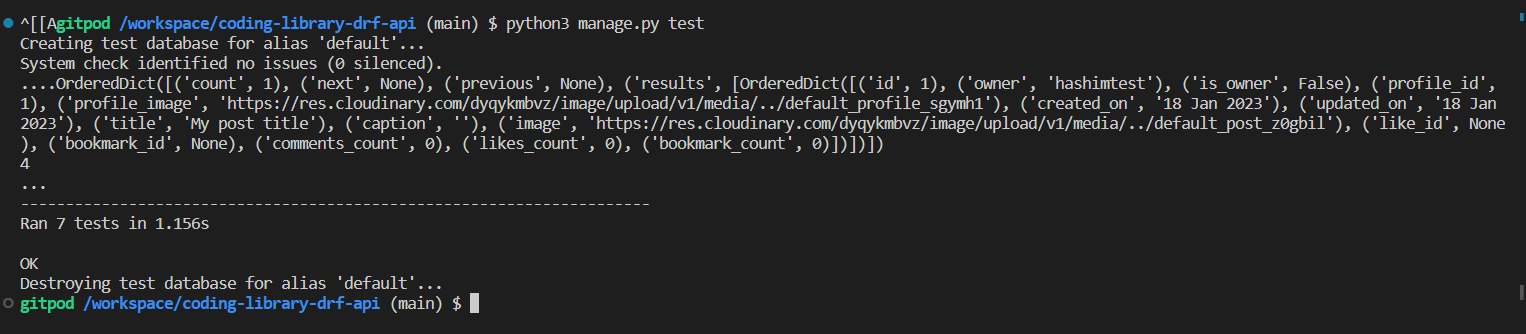 ^[[Agitpod /workspace/coding-library-drf-api (main) $ python3 manage.py test
Creating test database for alias 'default'...
System check identified no issues (0 silenced).
....OrderedDict([('count', 1), ('next', None), ('previous', None), ('results', [OrderedDict([('id', 1), ('owner', 'hashimtest'), ('is_owner', False), ('profile_id',
1), ('profile_image', 'https://res.cloudinary.com/dyqykmbvz/image/upload/v1/media/../default_profile_sgymh1'), ('created_on', '18 Jan 2023'), ('updated_on', '18 Jan
2023'), ('title', 'My post title'), ('caption', ''), ('image', 'https://res.cloudinary.com/dyqykmbvz/image/upload/v1/media/../default_post_z0gbil'), ('like_id', None
), ('bookmark_id', None), ('comments_count', 0), ('likes_count', 0), ('bookmark_count', 0)])])])
4
...
----------------------------------------------------------------------
Ran 7 tests in 1.156s
OK
Destroying test database for alias 'default'...
gitpod /workspace/coding-library-drf-api (main) $